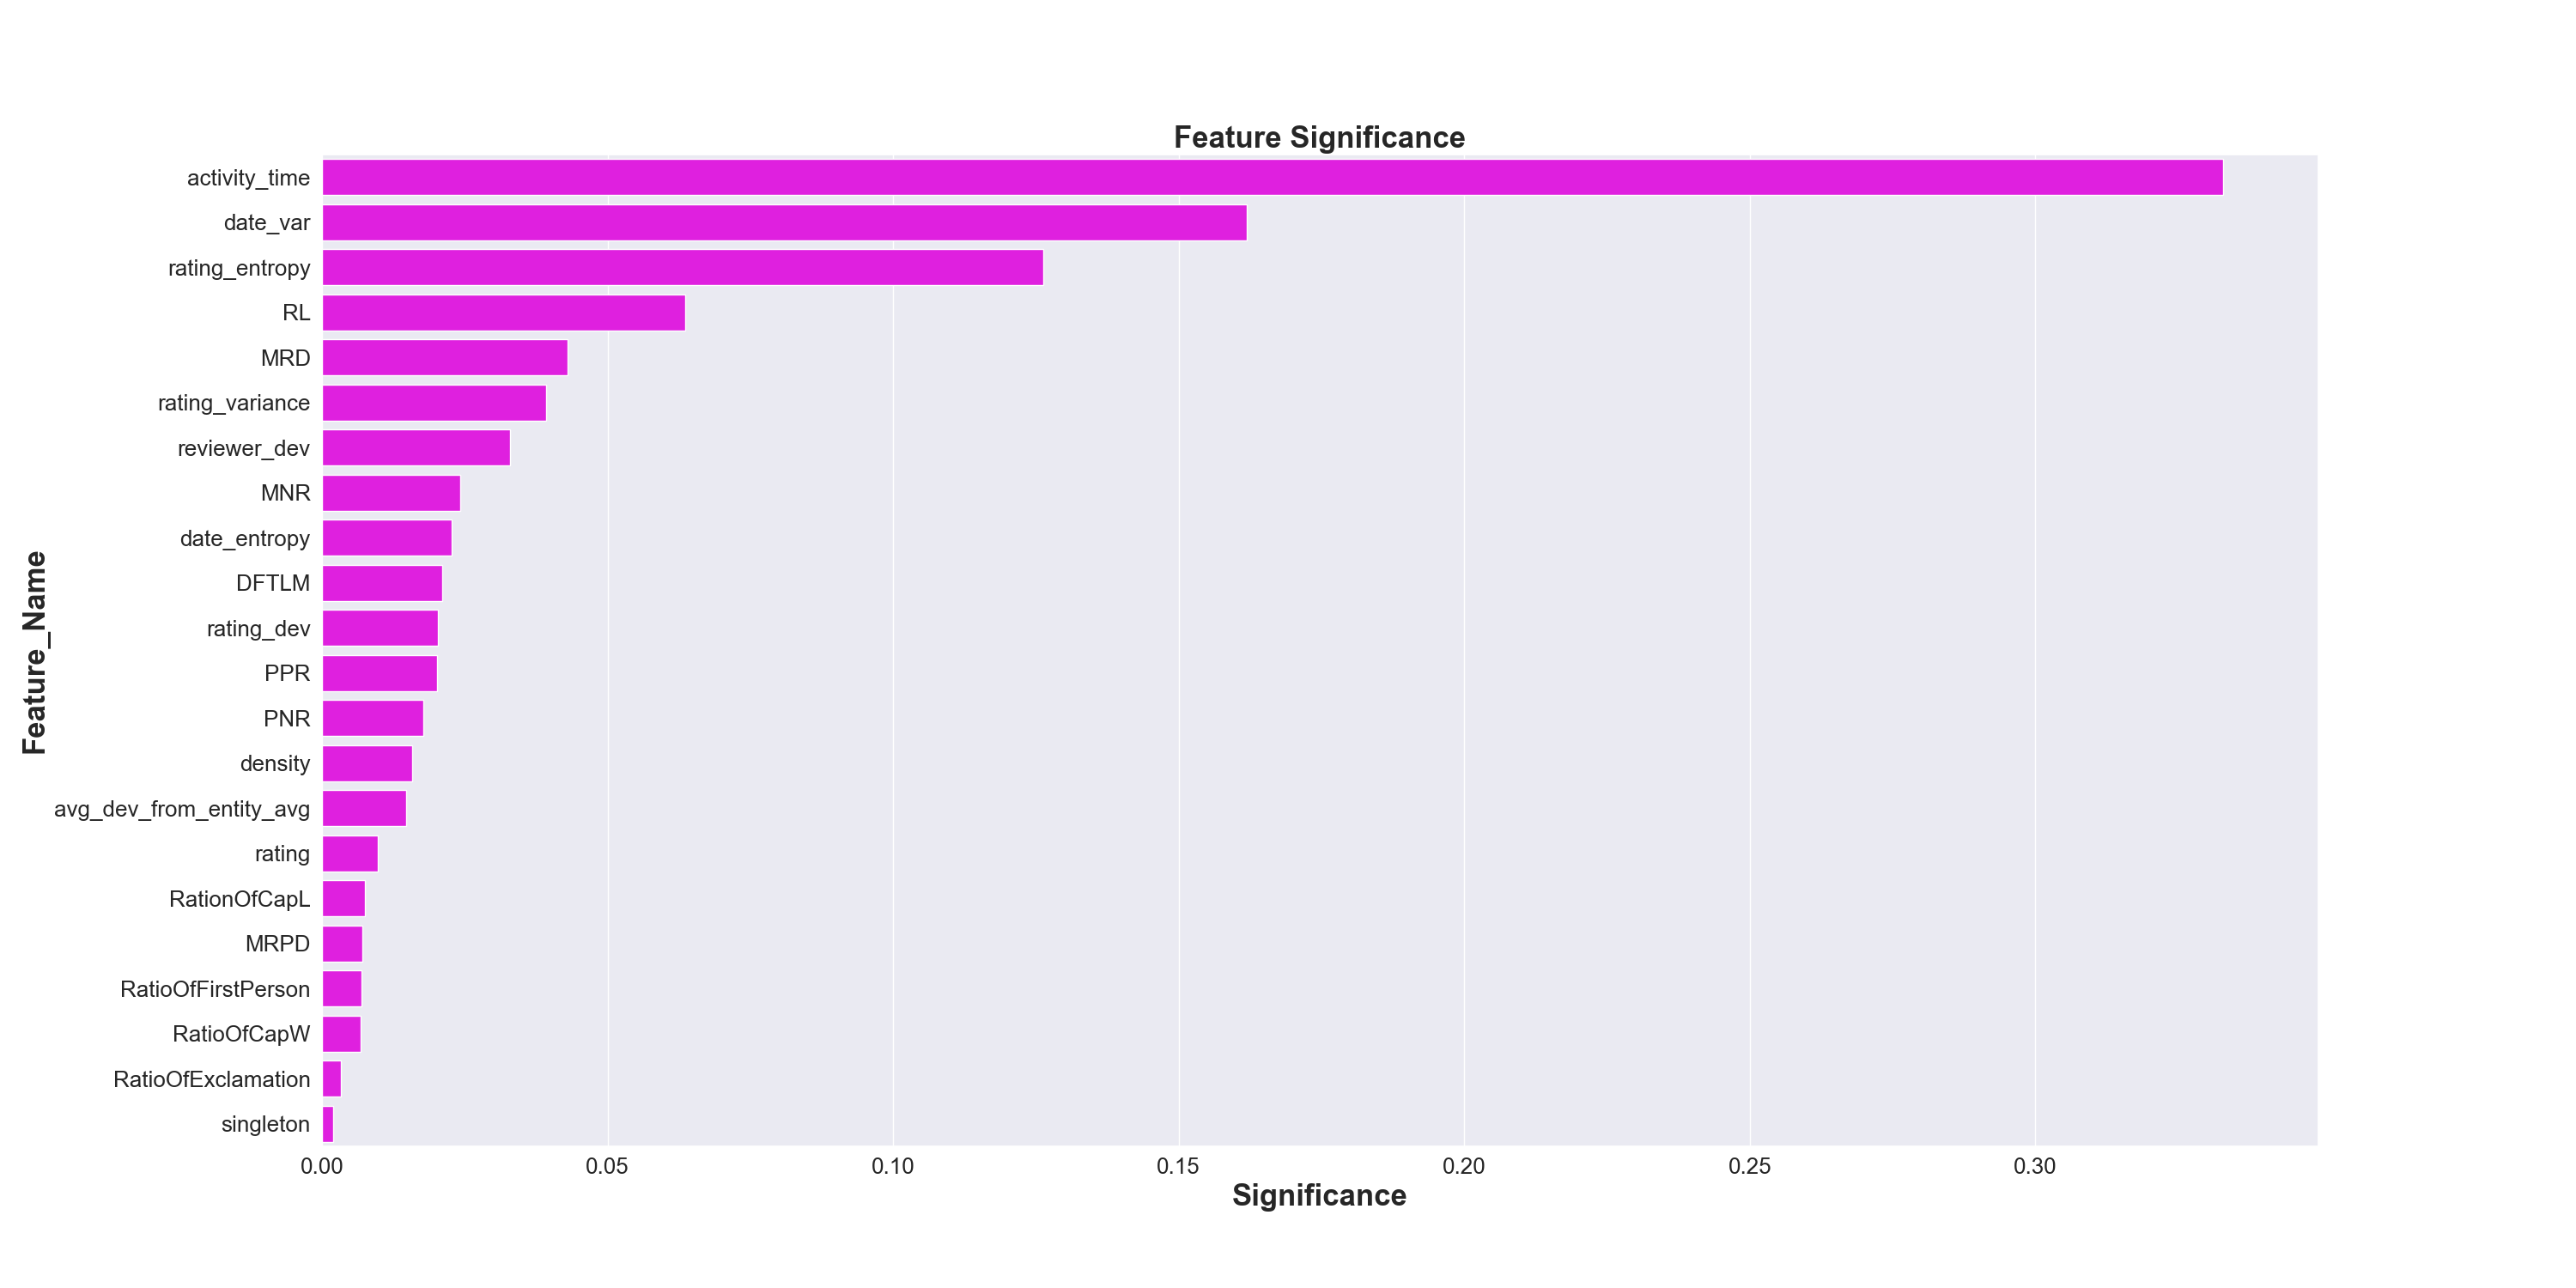 Feature Significance
activity_time
date_var
rating_entropy
RL
MRD
rating_variance
reviewer_dev
MNR
date_entropy
DFTLM
rating_dev
PPR
PNR
density
avg_dev_from_entity_avg
rating
RationOfCapL
MRPD
RatioOfFirstPerson
RatioOfCapW
RatioOfExclamation
singleton
Feature_Name
0.00 0.05 0.10 0.15 0.20 0.25 0.30
Significance